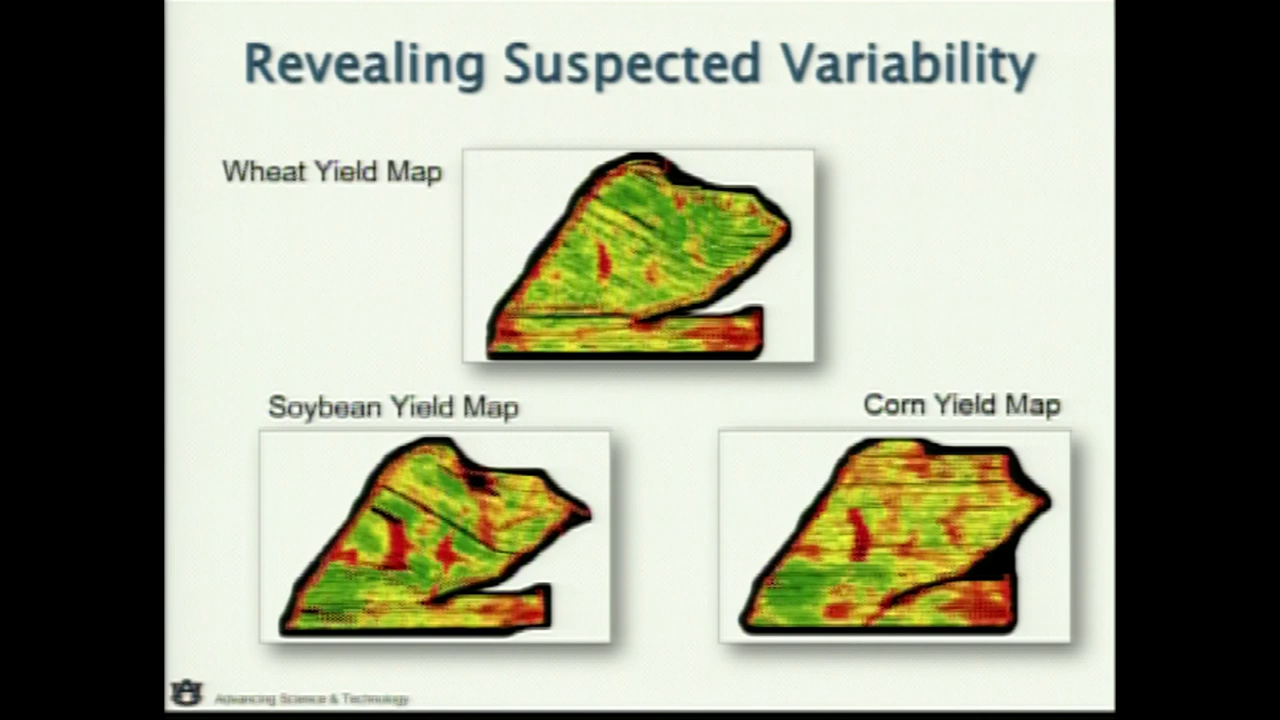 Revealing Suspected Variability
Wheat Yield Map
Soybean Yield Map
Corn Yield Map
Advancing Science & Technology